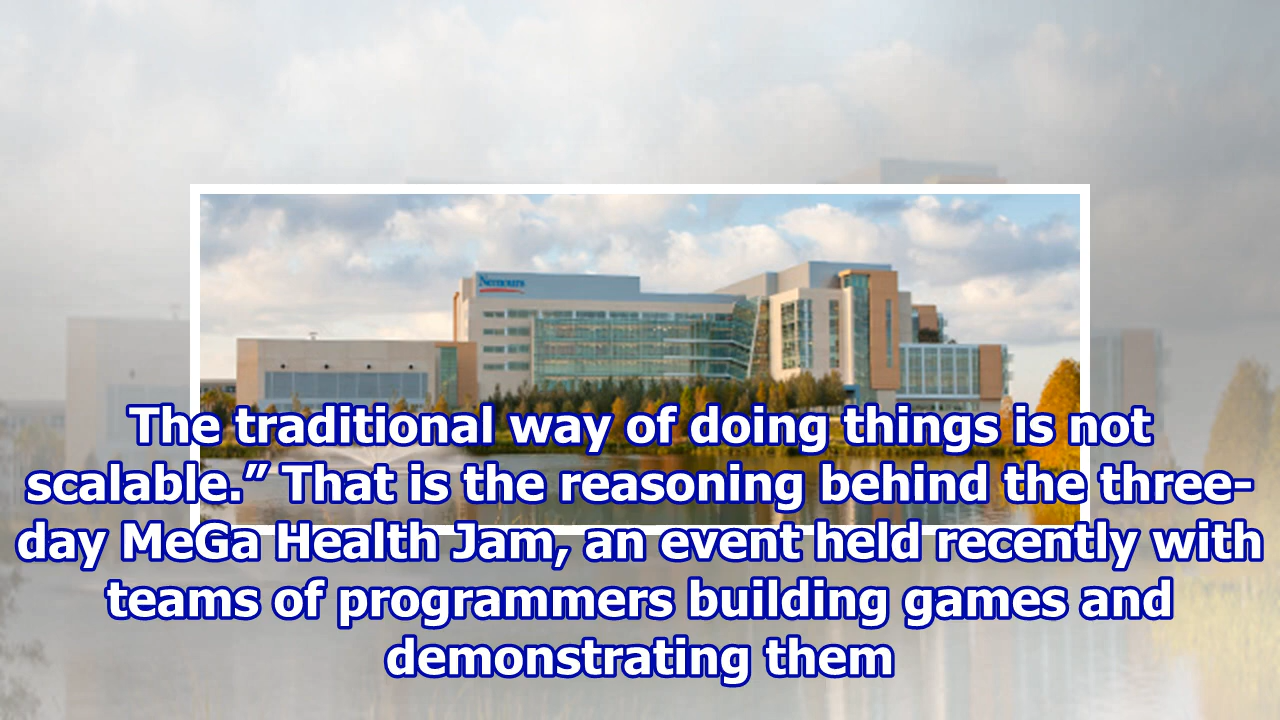 Nemours
The traditional way of doing things is not
scalable.” That is the reasoning behind the three-
day MeGa Health Jam, an event held recently with
teams of programmers building games and
demonstrating them